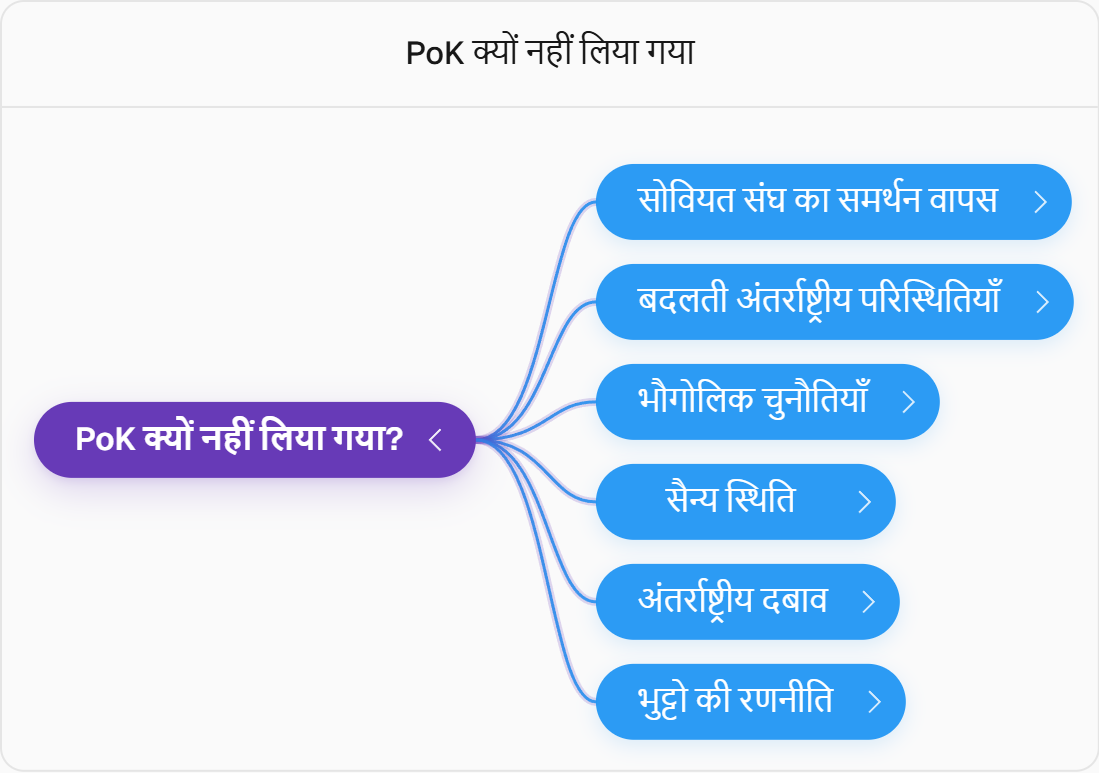 PoK क्यों नहीं लिया गया
सोवियत संघ का समर्थन वापस
बदलती अंतर्राष्ट्रीय परिस्थितियाँ
भौगोलिक चुनौतियाँ
PoK क्यों नहीं लिया गया?
सैन्य स्थिति
अंतर्राष्ट्रीय दबाव
भुट्टो की रणनीति